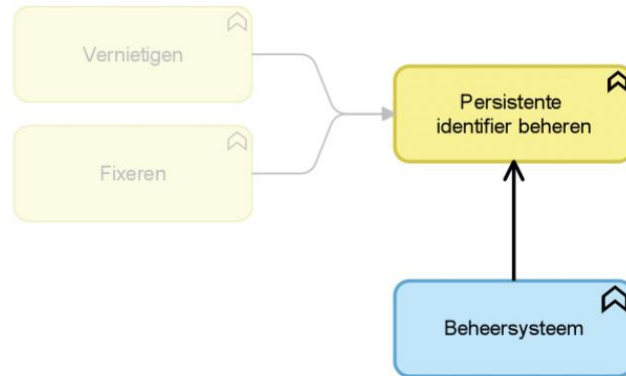 Vernietigen
Persistente
identifier beheren
Fixeren
Beheersysteem